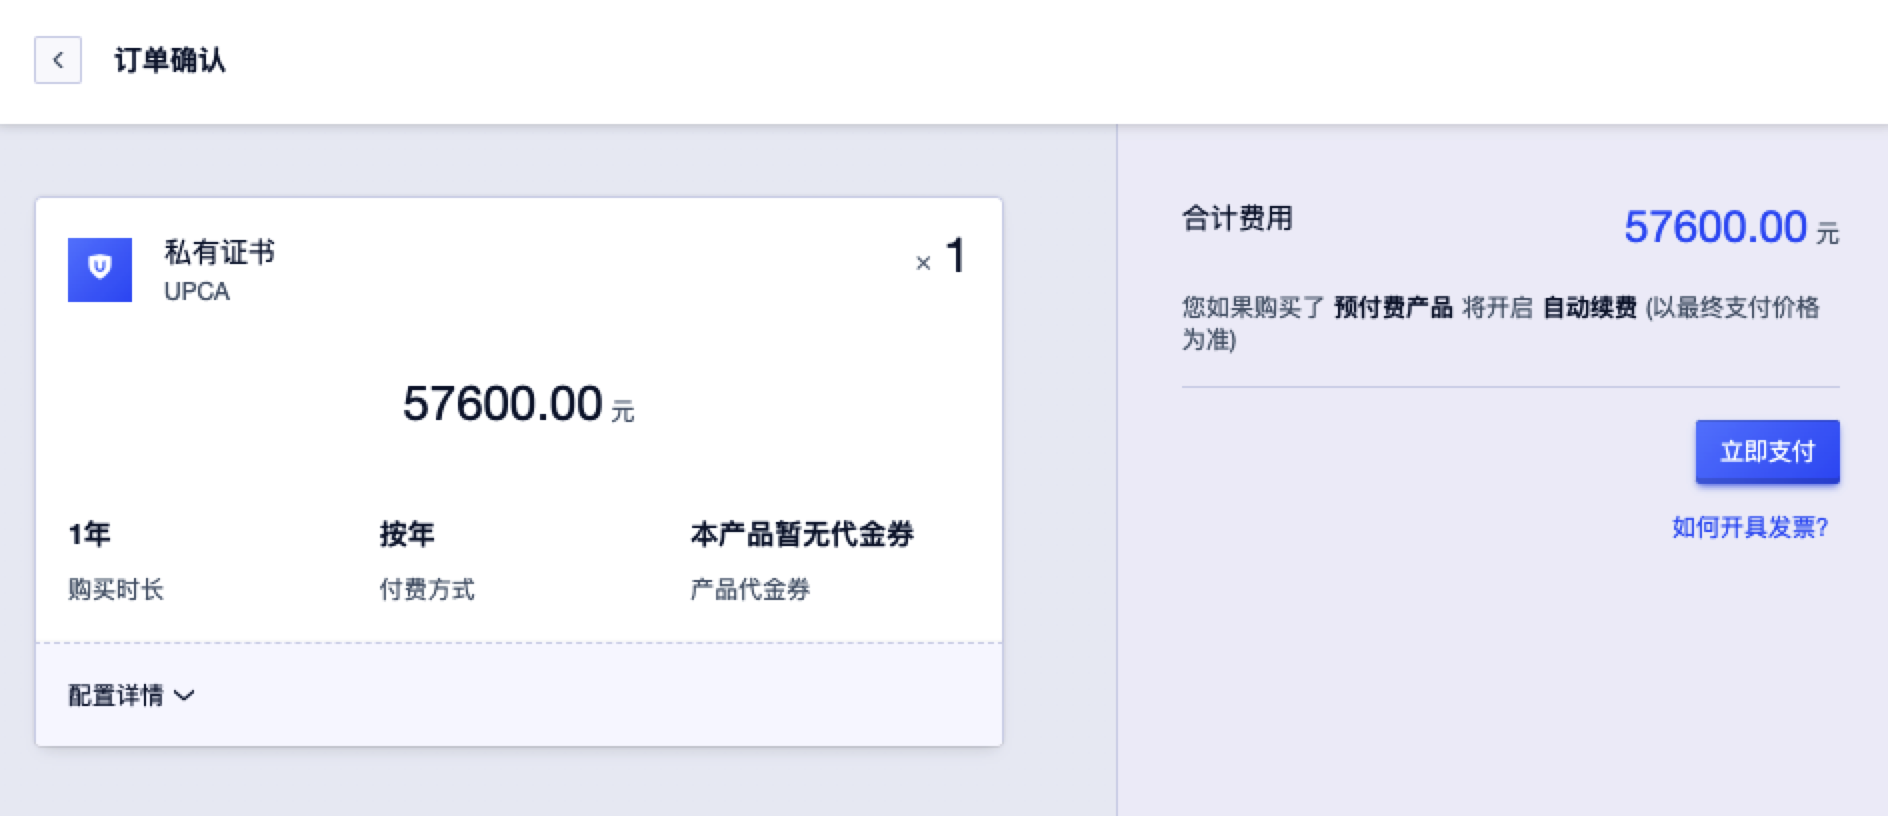 订单确认
私有证书
UPCA
× 1
57600.00 元
1年
购买时长
按年
付费方式
本产品暂无代金券
产品代金券
配置详情
合计费用
57600.00 元
您如果购买了 预付费产品 将开启 自动续费 (以最终支付价格
为准)
立即支付
如何开具发票?